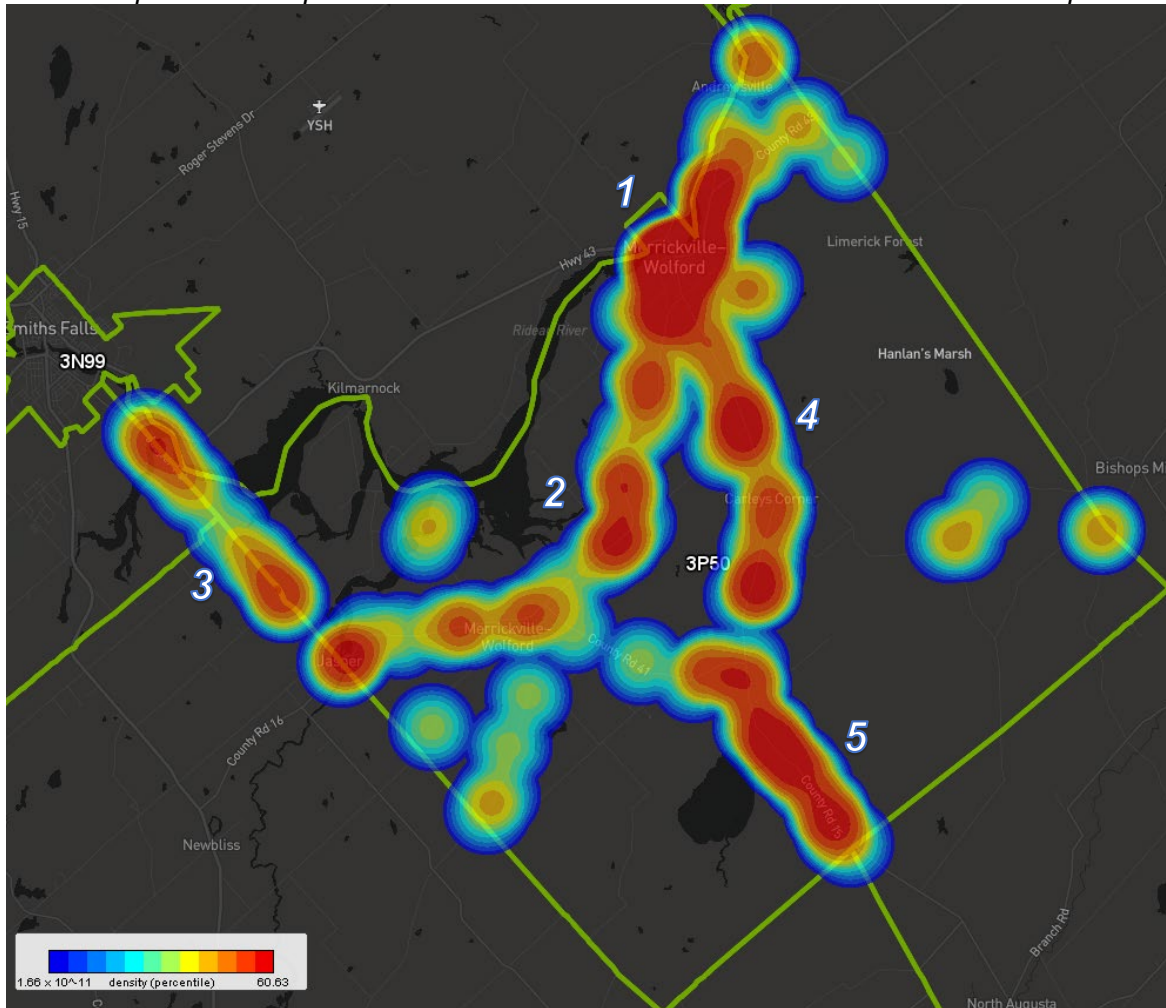 Andrewsville
YSH
Roger Stevens Dr
County Rd 43
Hwy 15
1
Limerick Forest
Merrickville–
Wolford
Hwy 43
Smiths Falls
Rideau River
3N99
Hanlan's Marsh
Kilmarnock
4
Bishops Mi
2
Carleys Corner
3P50
3
Merrickville–
Wolford
County Rd 41
Jasper
County Rd 16
5
County Rd 15
Newbliss
Branch Rd
1.66 x 10^-11 density (percentile) 60.63
North Augusta